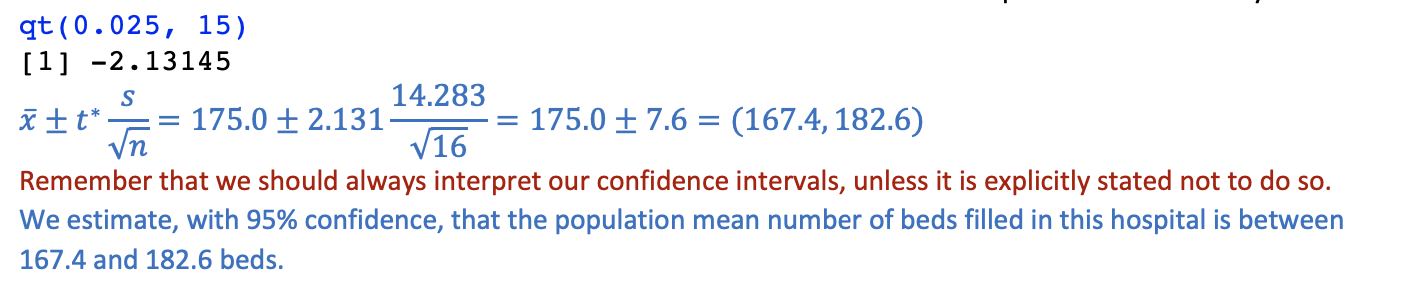 qt(0.025, 15)
[1] -2.13145
x̄ ± t* s/√n = 175.0 ± 2.131 14.283/√16 = 175.0 ± 7.6 = (167.4, 182.6)
Remember that we should always interpret our confidence intervals, unless it is explicitly stated not to do so.
We estimate, with 95% confidence, that the population mean number of beds filled in this hospital is between
167.4 and 182.6 beds.